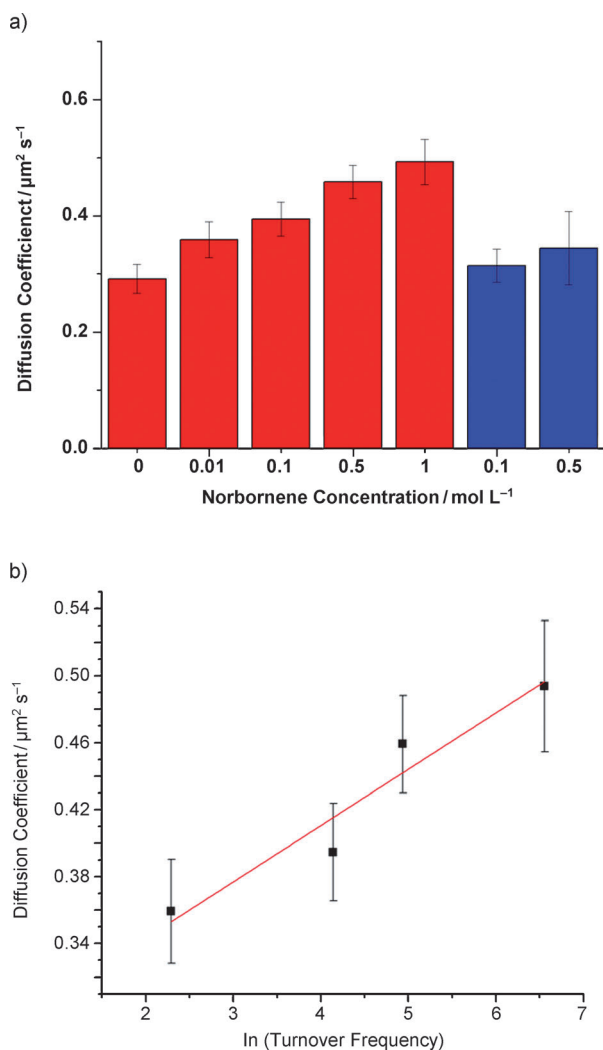 a)
0.6
0.4
0.2
0.0
Diffusion Coefficienct / µm² s⁻¹
0 0.01 0.1 0.5 1 0.1 0.5
Norbornene Concentration / mol L⁻¹
b)
0.54
0.50
0.46
0.42
0.38
0.34
Diffusion Coefficient / µm² s⁻¹
2 3 4 5 6 7
ln (Turnover Frequency)